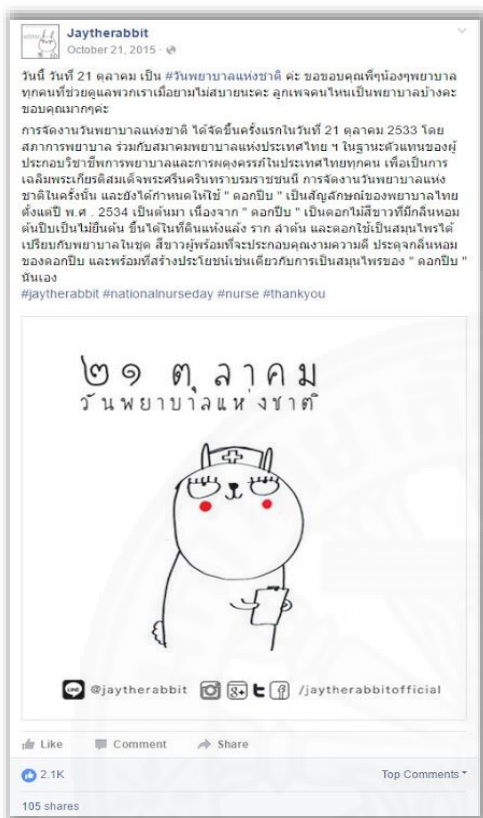 Jaytherabbit
October 21, 2015
วันนี้ วันที่ 21 ตุลาคม เป็น #วันพยาบาลแห่งชาติ ค่ะ ขอขอบคุณพี่ๆน้องๆพยาบาล
ทุกคนที่ช่วยดูแลพวกเราเมื่อยามไม่สบายนะคะ ลูกเพจคนไหนเป็นพยาบาลบ้างคะ
ขอบคุณมากๆค่ะ
การจัดงานวันพยาบาลแห่งชาติ ได้จัดขึ้นครั้งแรกในวันที่ 21 ตุลาคม 2533 โดย
สภาการพยาบาล ร่วมกับสมาคมพยาบาลแห่งประเทศไทย ฯ ในฐานะตัวแทนของผู้
ประกอบวิชาชีพการพยาบาลและการผดุงครรภ์ในประเทศไทยทุกคน เพื่อเป็นการ
เฉลิมพระเกียรติสมเด็จพระศรีนครินทราบรมราชชนนี การจัดงานวันพยาบาลแห่ง
ชาติในครั้งนั้น และยังได้กำหนดให้ใช้ " ดอกปีบ " เป็นสัญลักษณ์ของพยาบาลไทย
ตั้งแต่ปี พ.ศ . 2534 เป็นต้นมา เนื่องจาก " ดอกปีบ " เป็นดอกไม้สีขาวที่มีกลิ่นหอม
ต้นปีบเป็นไม้ยืนต้น ขึ้นได้ในที่ดินแห้งแล้ง ราก ลำต้น และดอกใช้เป็นสมุนไพรได้
เปรียบกับพยาบาลในชุด สีขาวผู้พร้อมที่จะประกอบคุณงามความดี ประดุจกลิ่นหอม
ของดอกปีบ และพร้อมที่สร้างประโยชน์เช่นเดียวกับการเป็นสมุนไพรของ " ดอกปีบ "
นั่นเอง
#jaytherabbit #nationalnurseday #nurse #thankyou
๒๑ ตุลาคม
วันพยาบาลแห่งชาติ
LINE @jaytherabbit g+ t f /jaytherabbitofficial
Like Comment Share
2.1K Top Comments
105 shares